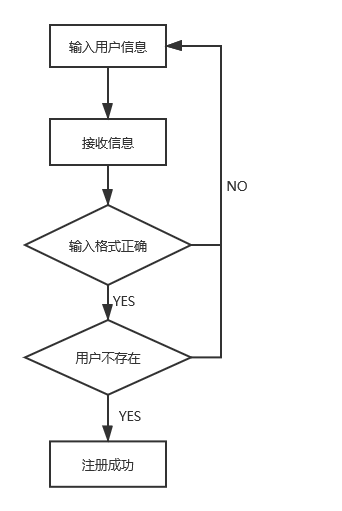 输入用户信息
接收信息
NO
输入格式正确
YES
用户不存在
YES
注册成功